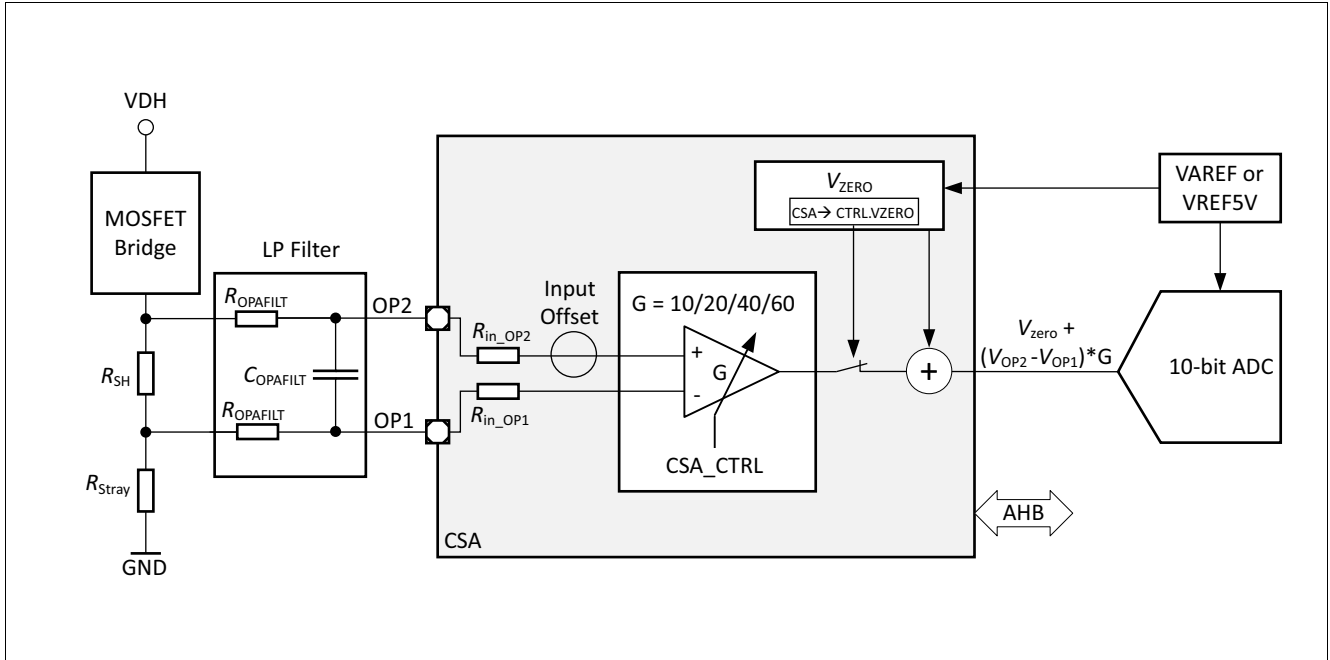 VDH
MOSFET
Bridge
LP Filter
R_OPAFILT
OP2
R_SH
C_OPAFILT
R_OPAFILT
OP1
R_Stray
GND
Input
Offset
R_in_OP2
R_in_OP1
G = 10/20/40/60
+
G
-
CSA_CTRL
V_ZERO
CSA→ CTRL.VZERO
+
CSA
AHB
VAREF or
VREF5V
V_zero +
(V_OP2 -V_OP1)*G
10-bit ADC